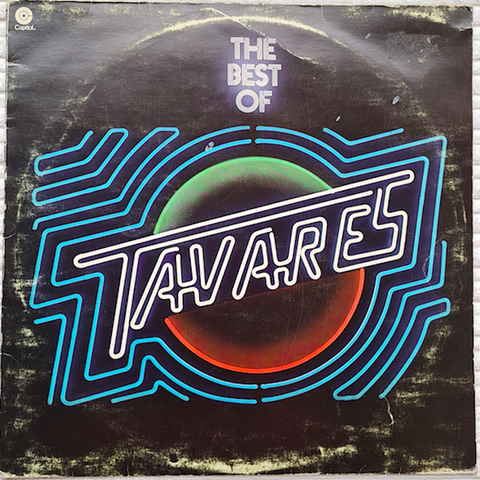 Capitol
THE
BEST
OF
TAVARES